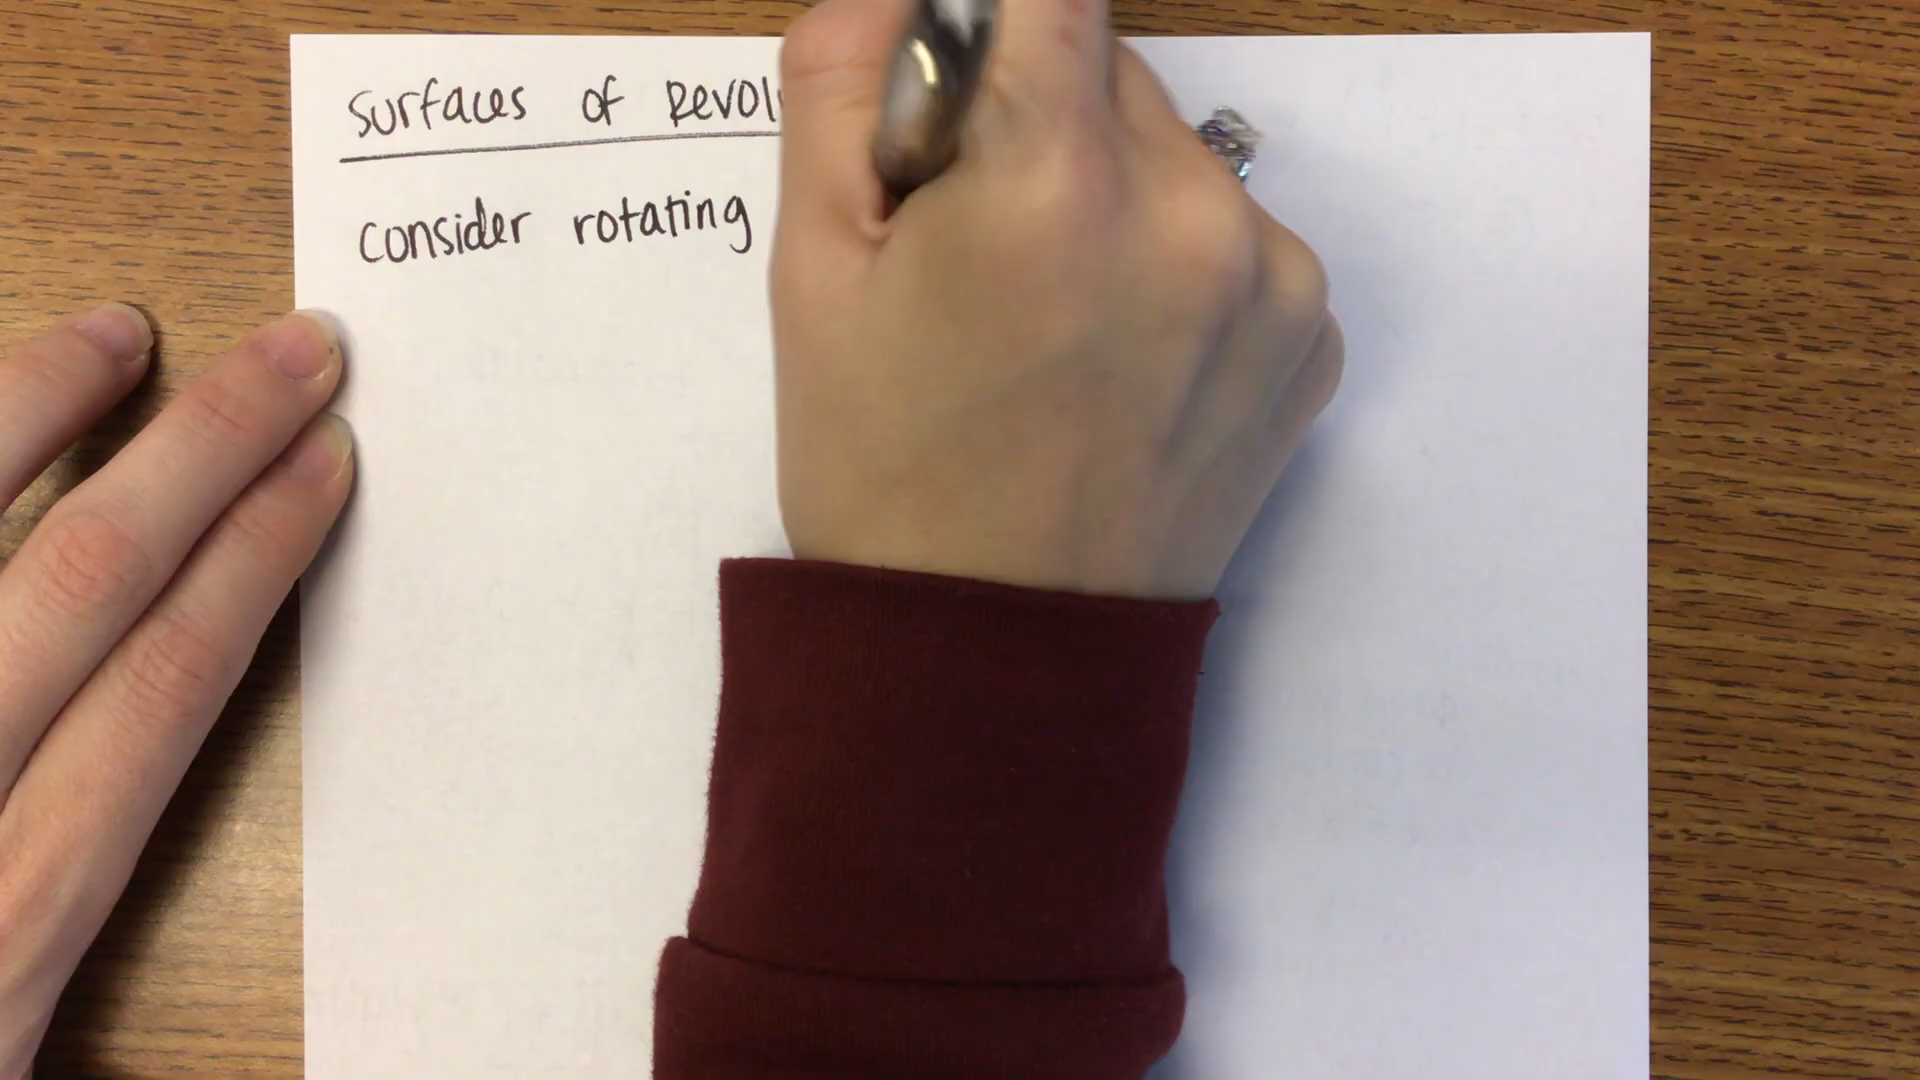 Surfaces of Revol
consider rotating